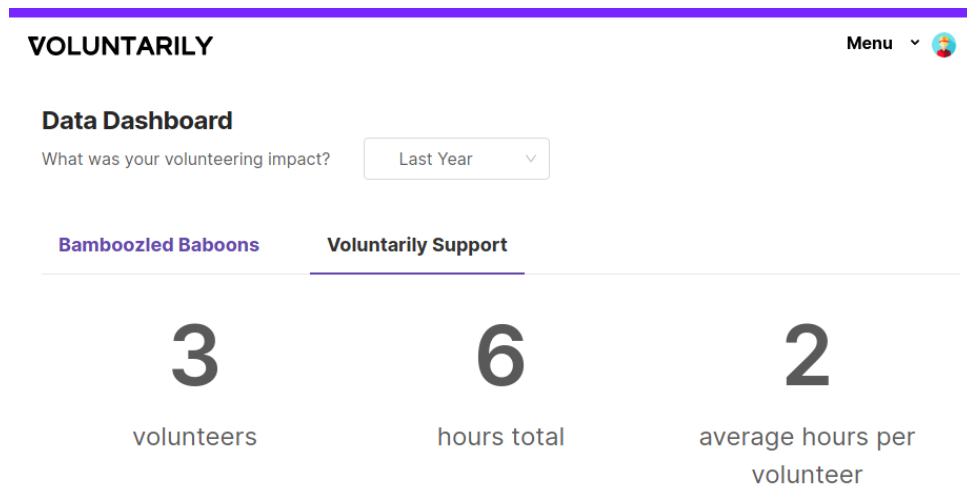 VOLUNTARILY
Menu
Data Dashboard
What was your volunteering impact?
Last Year
Bamboozled Baboons
Voluntarily Support
3
6
2
volunteers
hours total
average hours per
volunteer